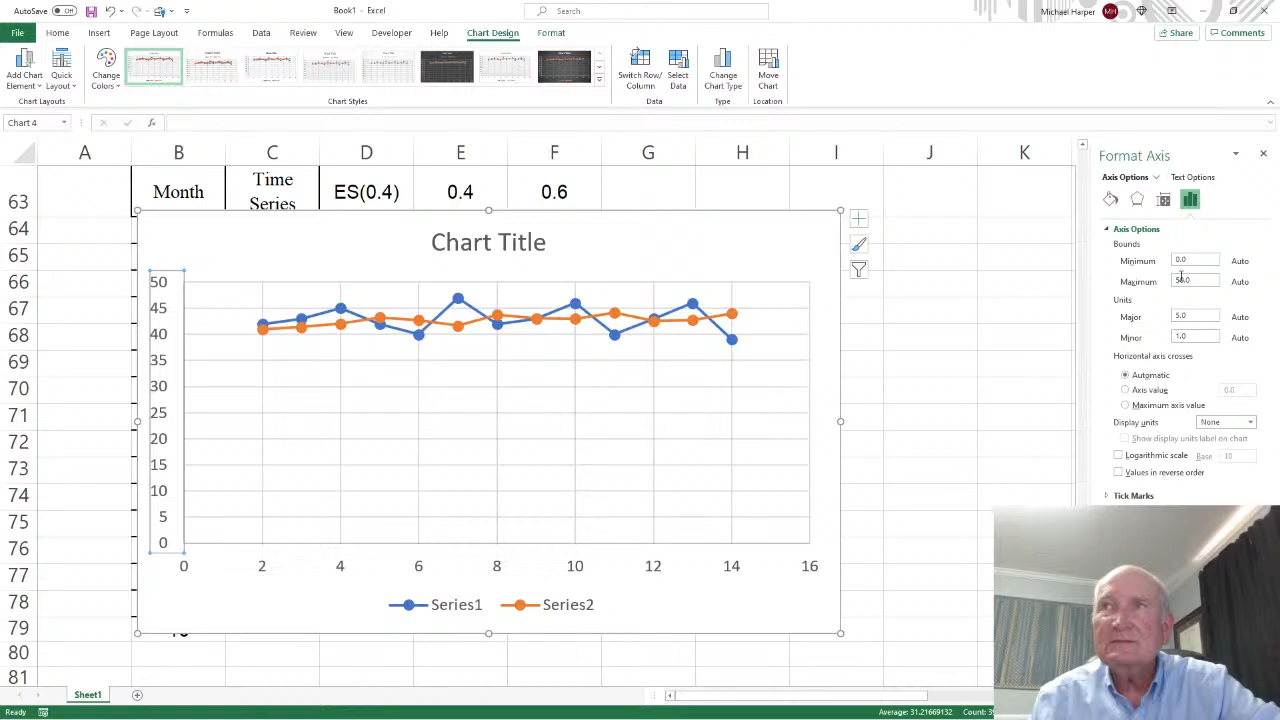 AutoSave Off Book1 - Excel Search Michael Harper MH
File Home Insert Page Layout Formulas Data Review View Developer Help Chart Design Format Share Comments
Add Chart Element Quick Layout Change Colors Switch Row/ Column Select Data Change Chart Type Move Chart
Chart Layouts Chart Styles Data Type Location
Chart 4 fx
A B C D E F G H I J K
63 Month Time Series ES(0.4) 0.4 0.6
64
65
66
67
68
69
70
71
72
73
74
75
76
77
78
79
80
81
Chart Title
50
45
40
35
30
25
20
15
10
5
0
0 2 4 6 8 10 12 14 16
Series1 Series2
Format Axis
Axis Options Text Options
Axis Options
Bounds
Minimum 0.0 Auto
Maximum 50.0 Auto
Units
Major 5.0 Auto
Minor 1.0 Auto
Horizontal axis crosses
Automatic
Axis value 0.0
Maximum axis value
Display units None
Show display units label on chart
Logarithmic scale Base 10
Values in reverse order
Tick Marks
Sheet1
Ready Average: 31.21669132